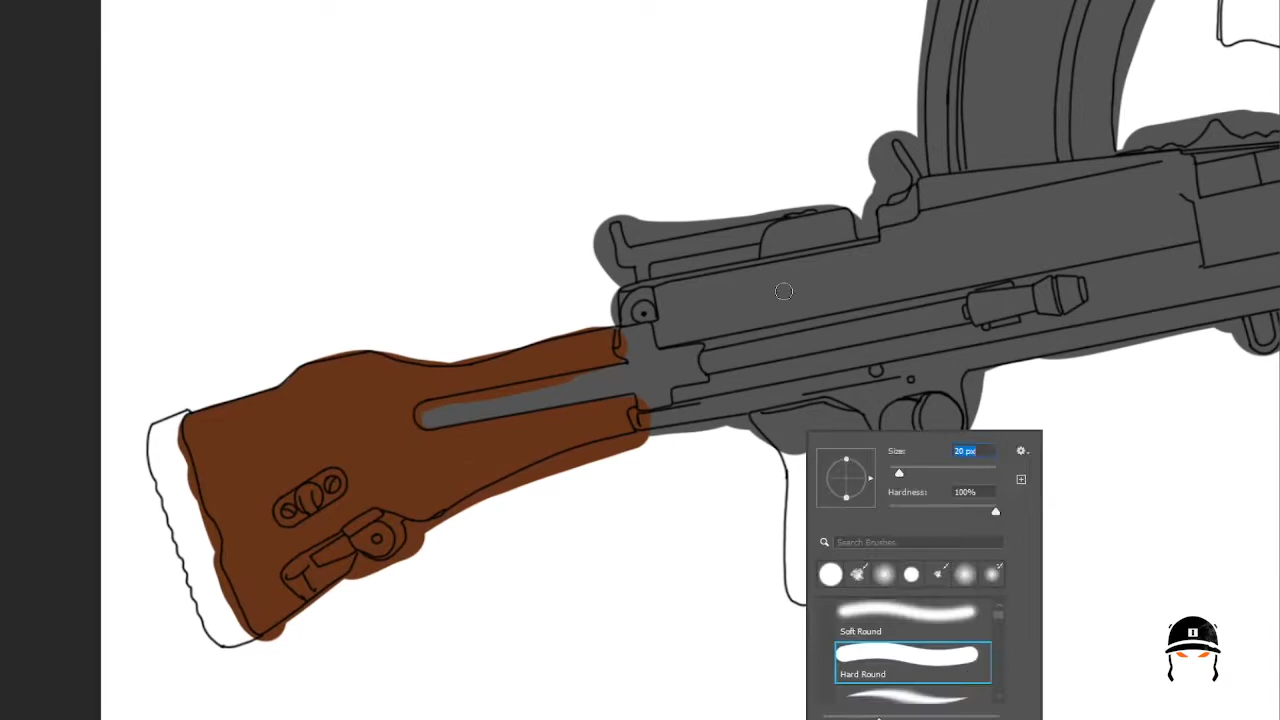 Size:
20 px
Hardness:
100%
Search Brushes
Soft Round
Hard Round